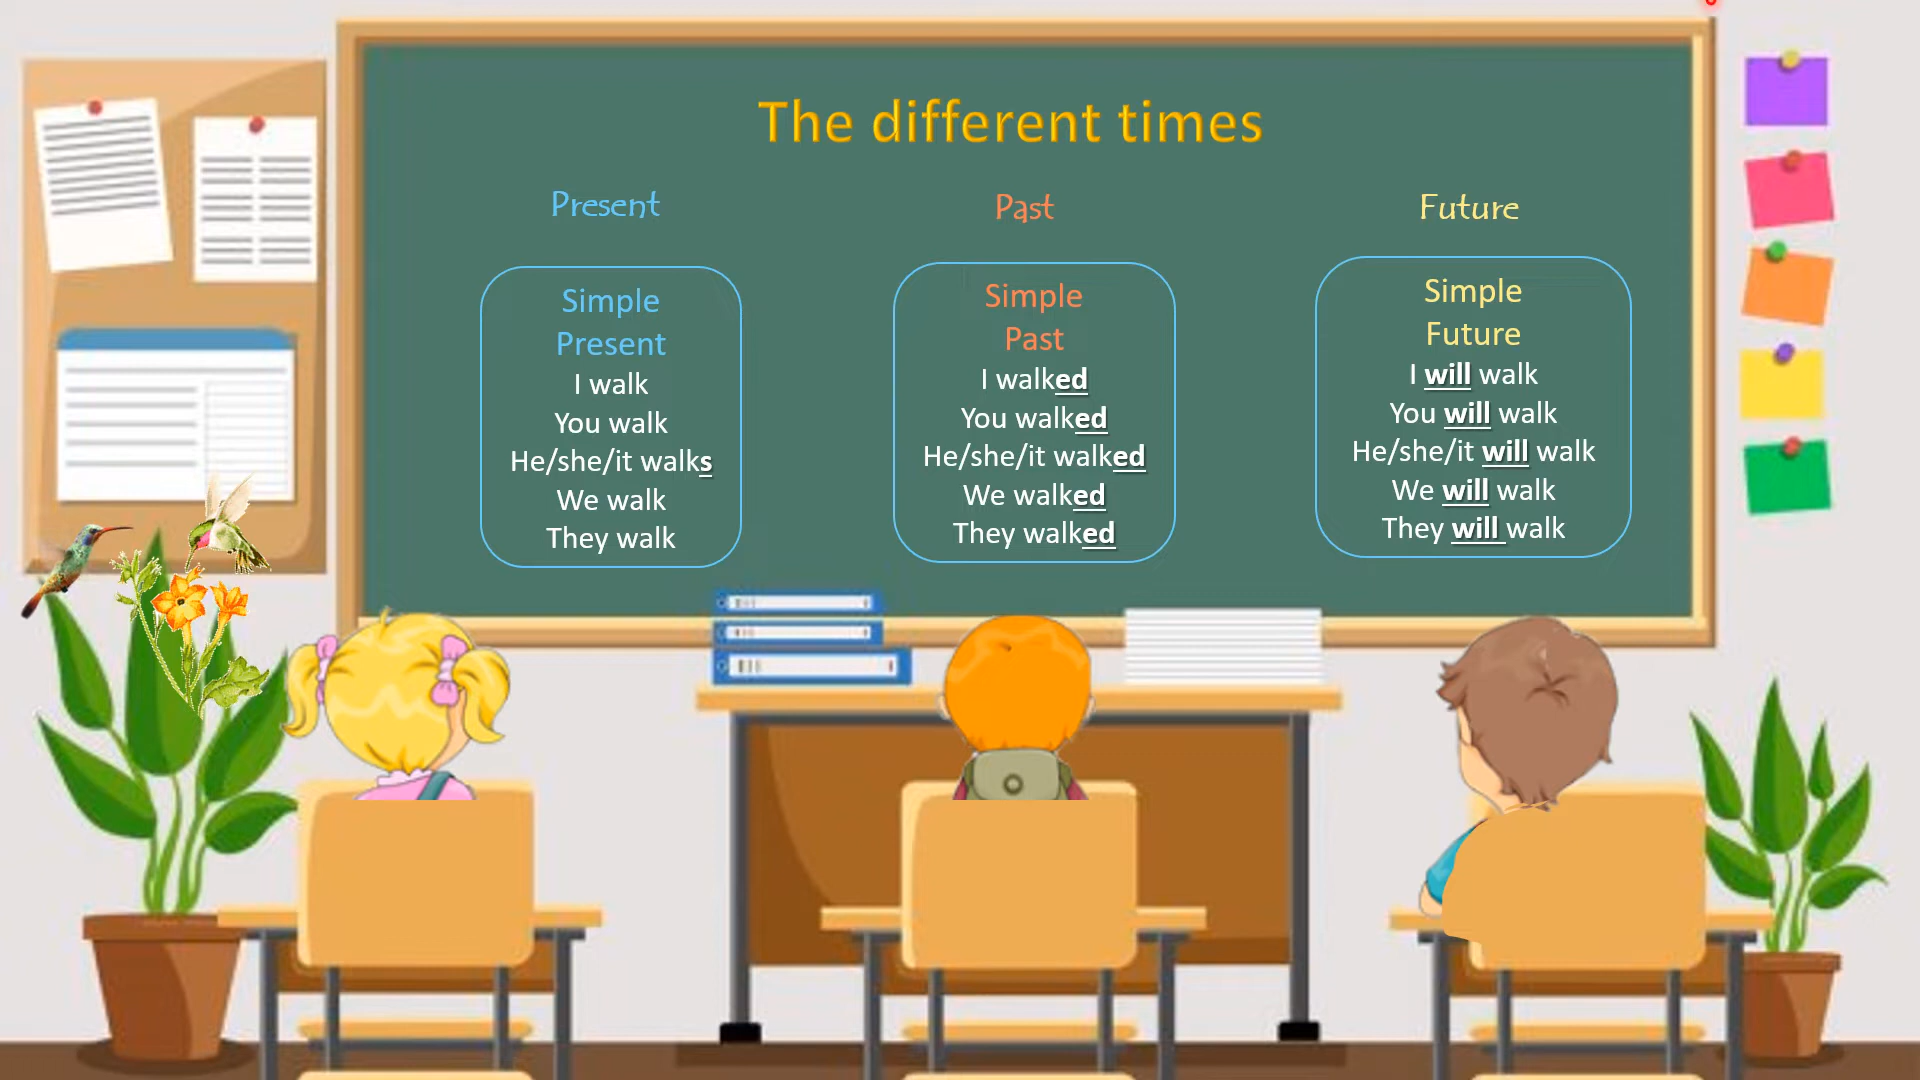 The different times
Present
Past
Future
Simple
Present
I walk
You walk
He/she/it walks
We walk
They walk
Simple
Past
I walked
You walked
He/she/it walked
We walked
They walked
Simple
Future
I will walk
You will walk
He/she/it will walk
We will walk
They will walk